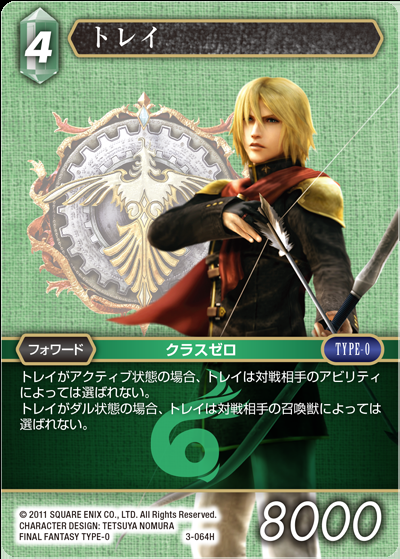 4
トレイ
フォワード
クラスゼロ
TYPE-0
トレイがアクティブ状態の場合、トレイは対戦相手のアビリティ
によっては選ばれない。
トレイがダル状態の場合、トレイは対戦相手の召喚獣によっては
選ばれない。
© 2011 SQUARE ENIX CO., LTD. All Rights Reserved.
CHARACTER DESIGN: TETSUYA NOMURA
FINAL FANTASY TYPE-0
3-064H
8000